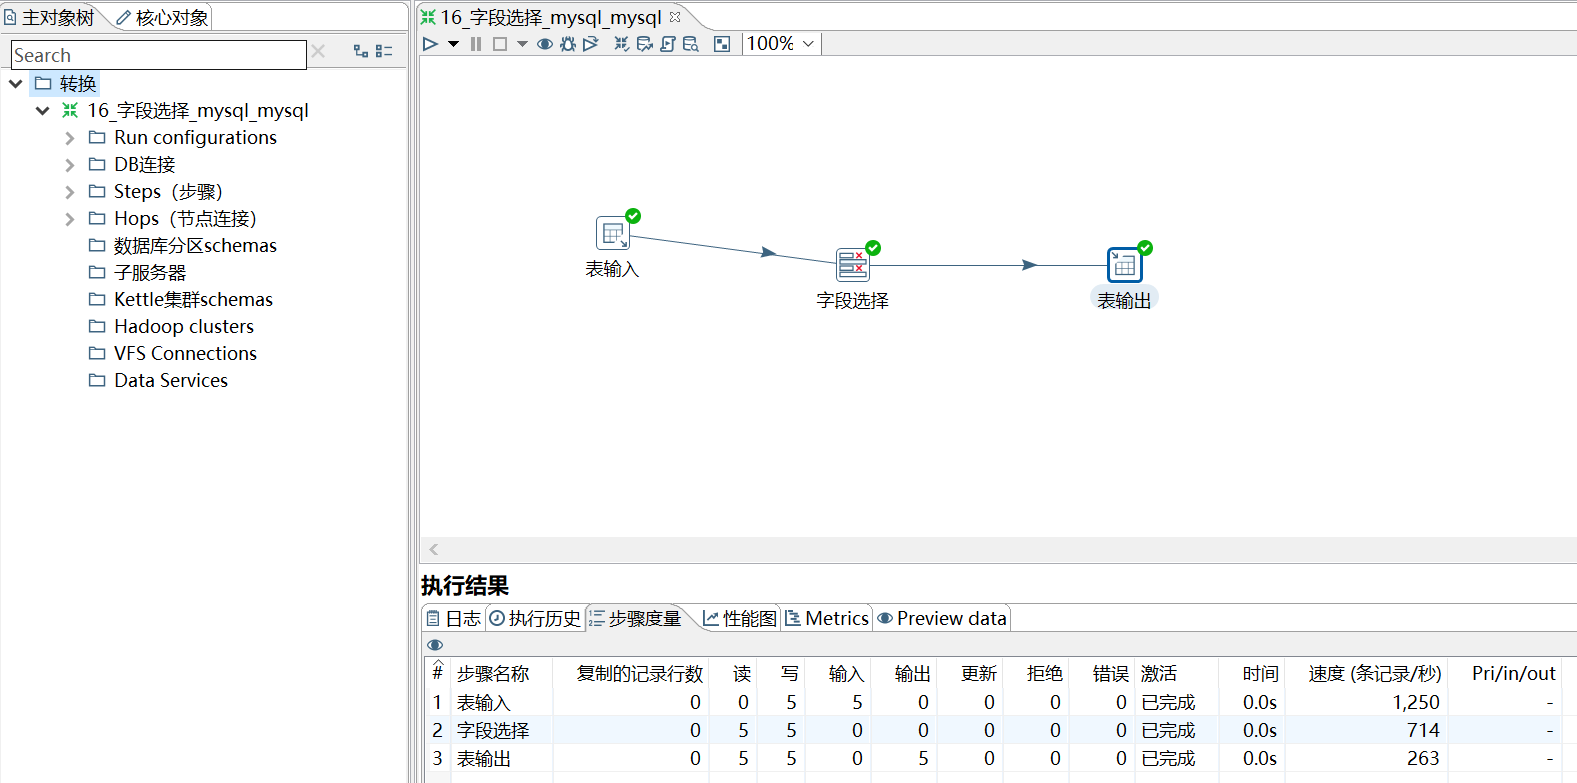 主对象树 核心对象
Search
转换
16_字段选择_mysql_mysql
Run configurations
DB连接
Steps（步骤）
Hops（节点连接）
数据库分区schemas
子服务器
Kettle集群schemas
Hadoop clusters
VFS Connections
Data Services
16_字段选择_mysql_mysql
100%
表输入
字段选择
表输出
执行结果
日志 执行历史 步骤度量 性能图 Metrics Preview data
# 步骤名称 复制的记录行数 读 写 输入 输出 更新 拒绝 错误 激活 时间 速度 (条记录/秒) Pri/in/out
1 表输入 0 0 5 5 0 0 0 0 已完成 0.0s 1,250 -
2 字段选择 0 5 5 0 0 0 0 0 已完成 0.0s 714 -
3 表输出 0 5 5 0 5 0 0 0 已完成 0.0s 263 -